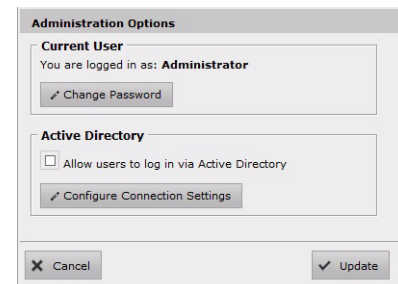 Administration Options
Current User
You are logged in as: Administrator
Change Password
Active Directory
Allow users to log in via Active Directory
Configure Connection Settings
Cancel
Update